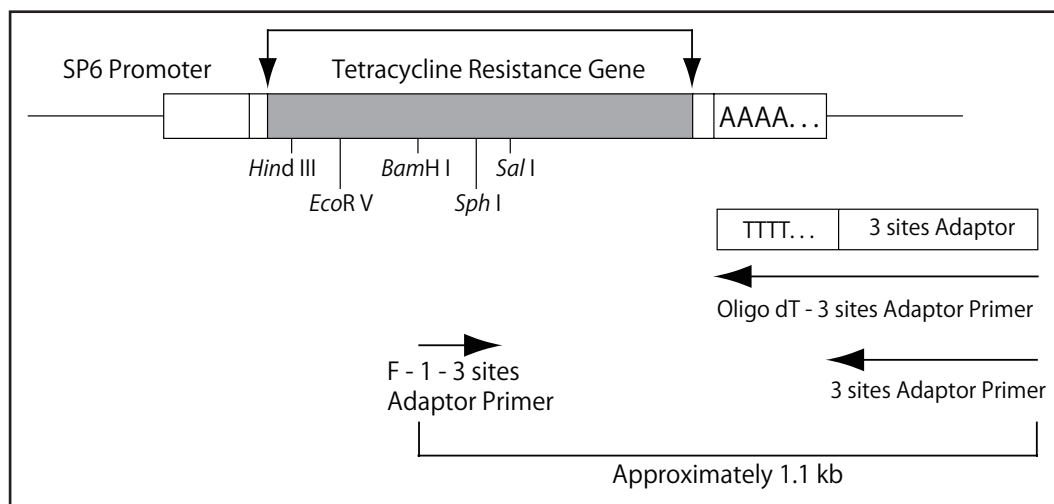 SP6 Promoter
Tetracycline Resistance Gene
AAAA...
Hind III
EcoR V
BamH I
Sph I
Sal I
TTTT...
3 sites Adaptor
Oligo dT - 3 sites Adaptor Primer
F - 1 - 3 sites
Adaptor Primer
3 sites Adaptor Primer
Approximately 1.1 kb